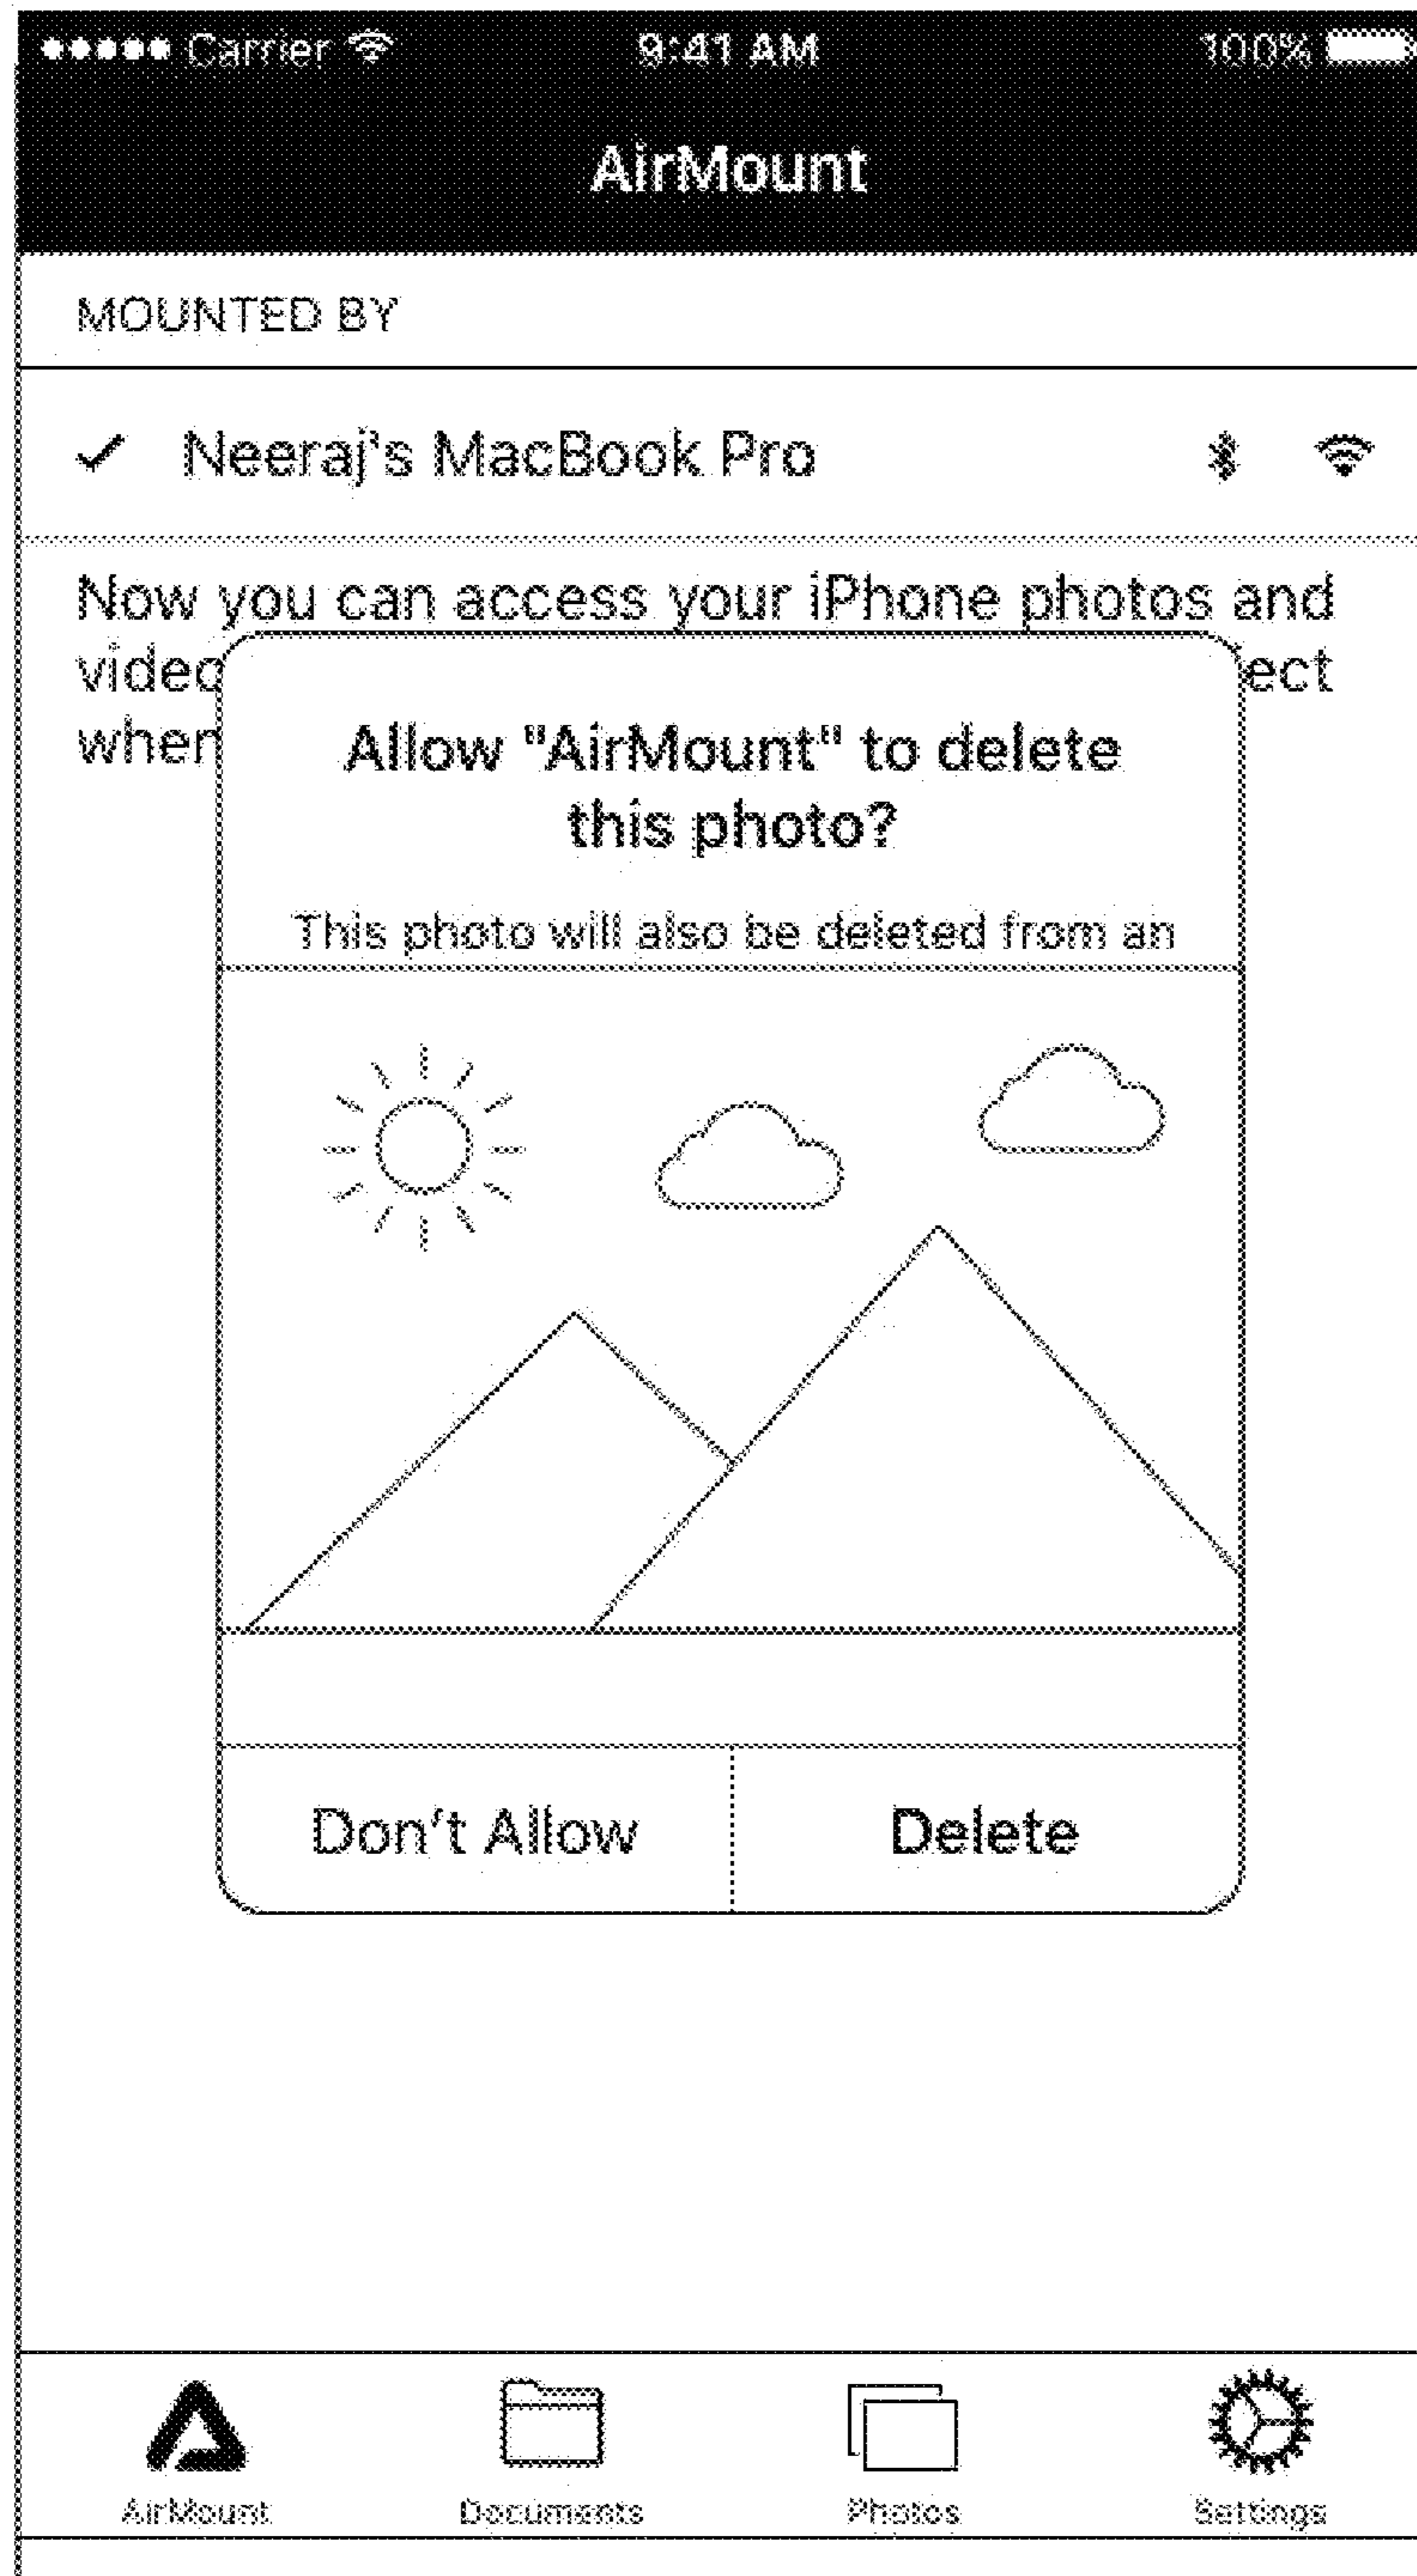 Carrier 9:41 AM 100%
AirMount
MOUNTED BY
Neeraj's MacBook Pro
Now you can access your iPhone photos and
videc ect
wher
Allow "AirMount" to delete
this photo?
This photo will also be deleted from an
Don't Allow Delete
AirMount Documents Photos Settings